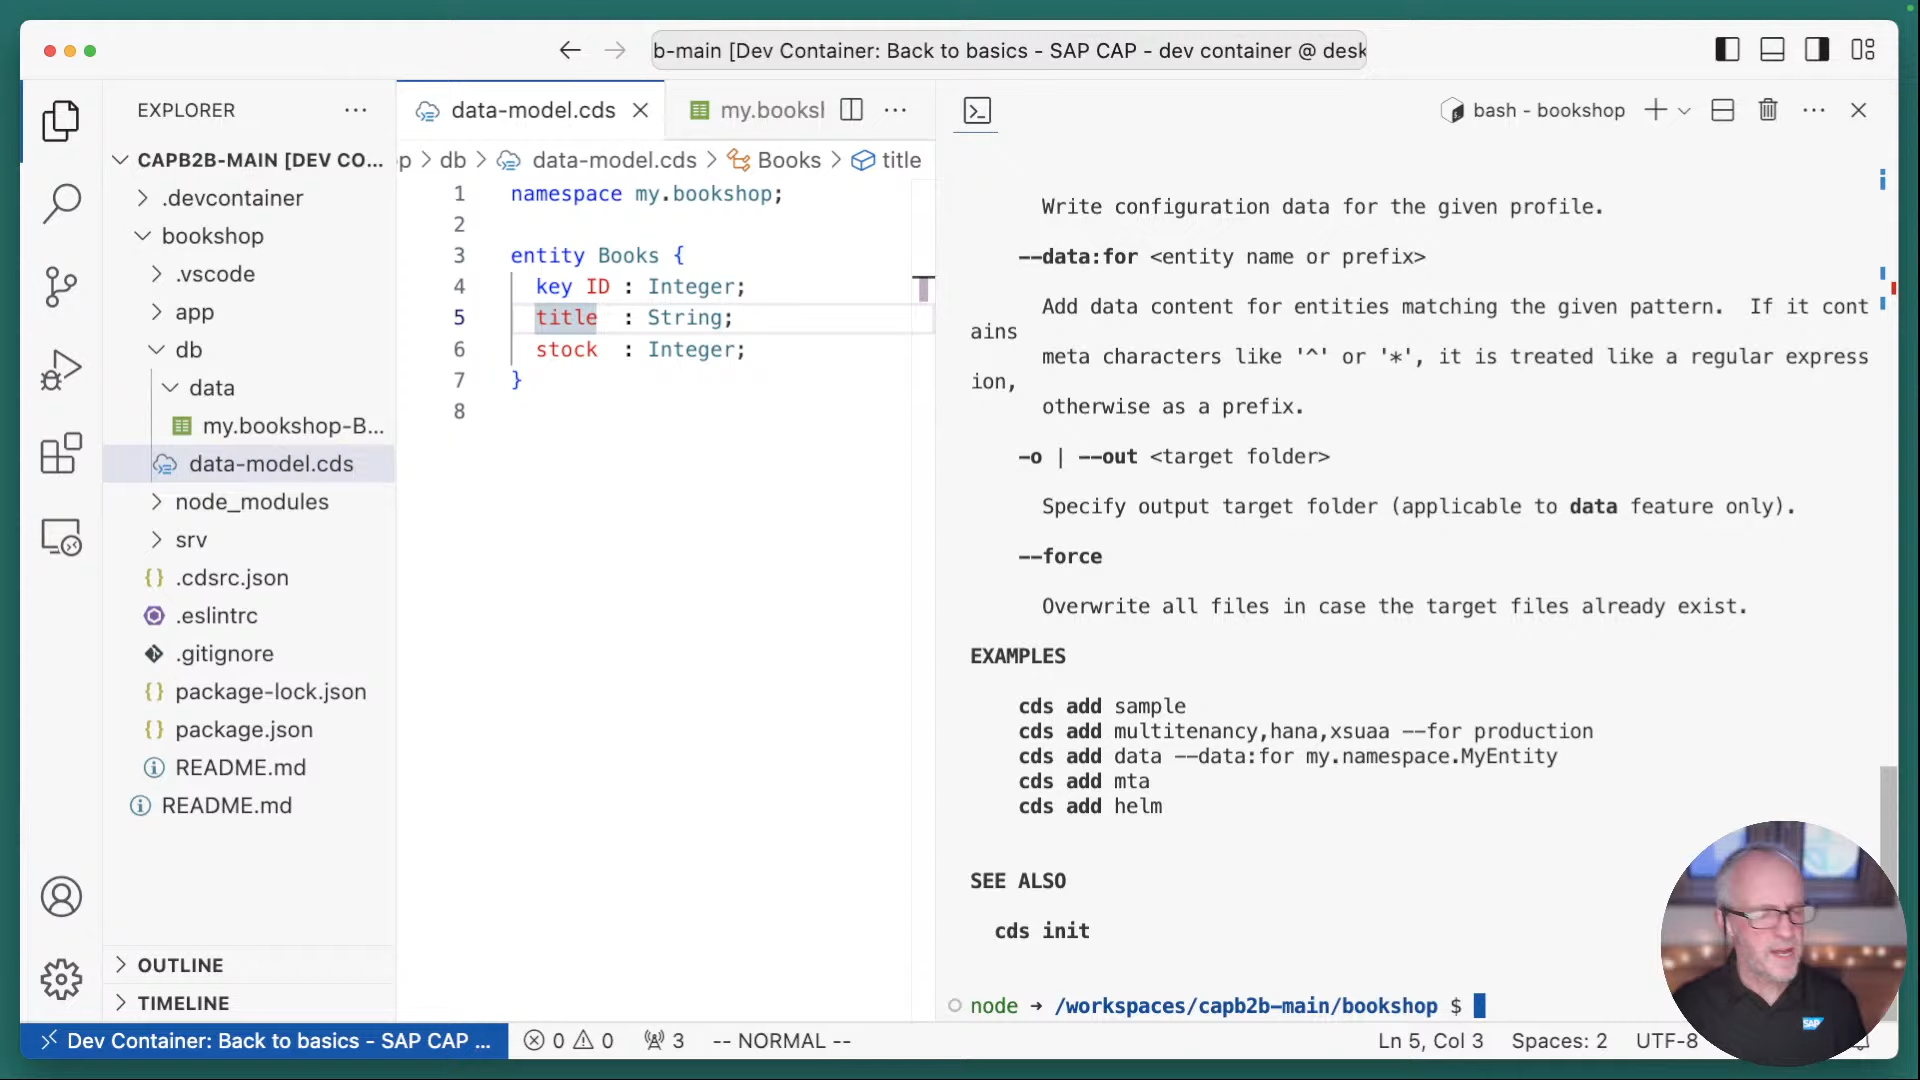 b-main [Dev Container: Back to basics - SAP CAP - dev container @ desk
EXPLORER
CAPB2B-MAIN [DEV CO...
.devcontainer
bookshop
.vscode
app
db
data
my.bookshop-B...
data-model.cds
node_modules
srv
.cdsrc.json
.eslintrc
.gitignore
package-lock.json
package.json
README.md
README.md
OUTLINE
TIMELINE
data-model.cds
my.booksl
p > db > data-model.cds > Books > title
1 namespace my.bookshop;
2
3 entity Books {
4 key ID : Integer;
5 title : String;
6 stock : Integer;
7 }
8
bash - bookshop
Write configuration data for the given profile.
--data:for <entity name or prefix>
Add data content for entities matching the given pattern. If it cont
ains
meta characters like '^' or '*', it is treated like a regular express
ion,
otherwise as a prefix.
-o | --out <target folder>
Specify output target folder (applicable to data feature only).
--force
Overwrite all files in case the target files already exist.
EXAMPLES
cds add sample
cds add multitenancy,hana,xsuaa --for production
cds add data --data:for my.namespace.MyEntity
cds add mta
cds add helm
SEE ALSO
cds init
node → /workspaces/capb2b-main/bookshop $
SAP
Dev Container: Back to basics - SAP CAP ... 0 0 3 -- NORMAL -- Ln 5, Col 3 Spaces: 2 UTF-8